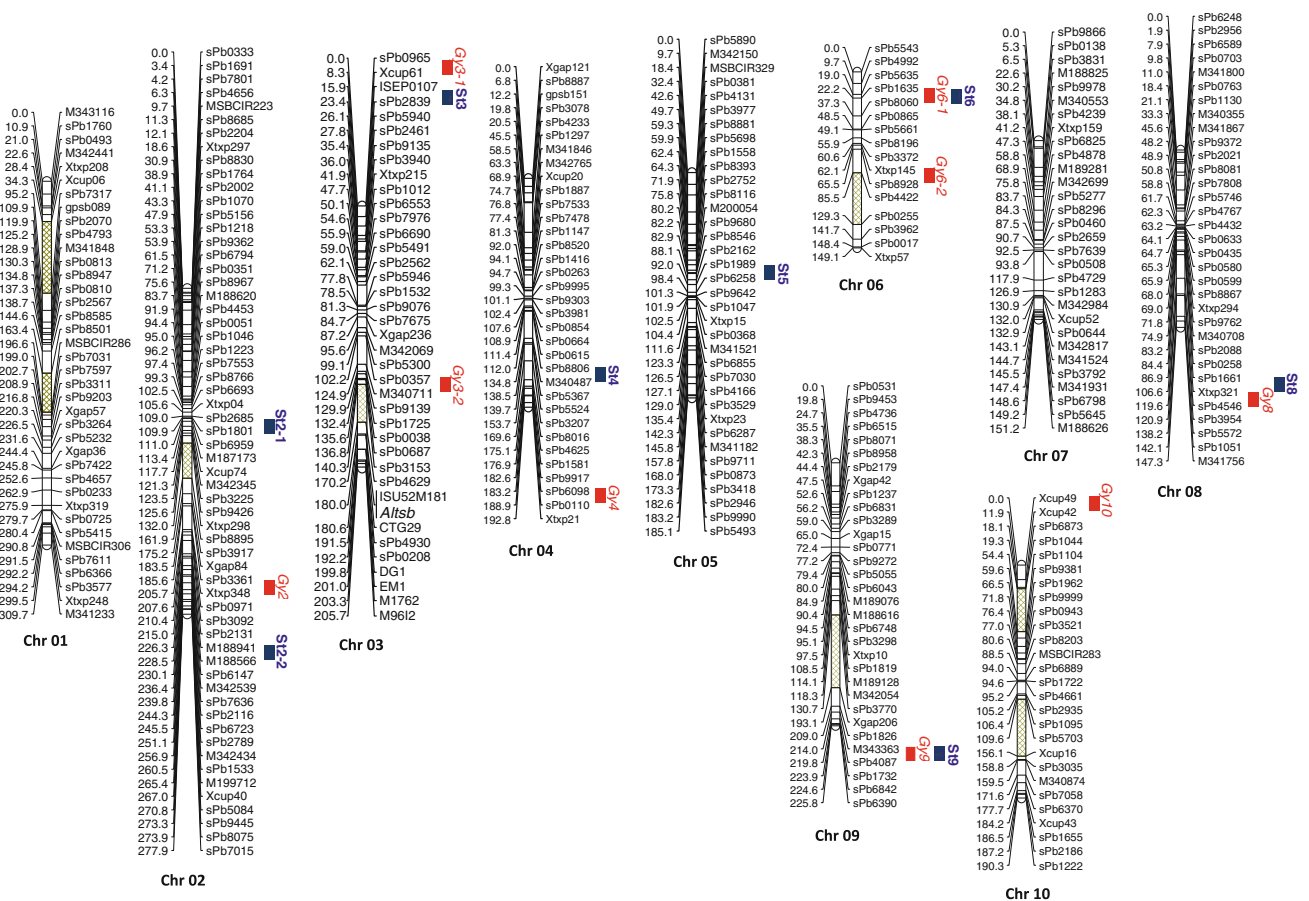 0.0 M343116
10.9 sPb1760
21.0 sPb0493
22.6 M342441
28.4 Xtxp208
34.3 Xcup06
95.2 sPb7317
109.9 gpsb089
119.9 sPb2070
sPb4793
128.9 M341848
130.3 sPb0813
134.8 sPb8947
137.3 sPb0810
138.7 sPb2567
144.6 sPb8585
163.4 sPb8501
196.6 MSBCIR286
199.0 sPb7031
sPb7597
208.9 sPb3311
216.8 sPb9203
220.3 Xgap57
226.5 sPb3264
231.6 sPb5232
244.4 Xgap36
245.8 sPb7422
252.6 sPb4657
262.9 sPb0233
275.9 Xtxp319
279.7 sPb0725
280.4 sPb5415
290.8 MSBCIR306
291.5 sPb7611
292.2 sPb6366
294.2 sPb3577
299.5 Xtxp248
309.7 M341233
Chr 01
0.0 sPb0333
3.4 sPb1691
4.2 sPb7801
6.3 sPb4656
9.7 MSBCIR223
11.3 sPb8685
12.1 sPb2204
18.6 Xtxp297
30.9 sPb8830
38.9 sPb1764
41.1 sPb2002
43.3 sPb1070
47.9 sPb5156
53.3 sPb1218
53.9 sPb9362
61.5 sPb6794
71.2 sPb0351
75.6 sPb8967
83.7 M188620
91.9 sPb4453
94.4 sPb0051
95.0 sPb1046
96.2 sPb1223
97.4 sPb7553
99.3 sPb8766
102.5 sPb6693
105.6 Xtxp04
109.0 sPb2685
109.9 sPb1801
111.0 sPb6959
113.4 M187173
117.7 Xcup74
121.3 M342345
123.5 sPb3225
125.6 sPb9426
132.0 Xtxp298
161.9 sPb8895
175.2 sPb3917
183.5 Xgap84
185.6 sPb3361
205.7 Xtxp348
207.6 sPb0971
210.4 sPb3092
215.0 sPb2131
226.3 M188941
228.5 M188566
230.1 sPb6147
236.4 M342539
239.8 sPb7636
244.3 sPb2116
245.5 sPb6723
251.1 sPb2789
256.9 M342434
260.5 sPb1533
265.4 M199712
267.0 Xcup40
270.8 sPb5084
273.3 sPb9445
273.9 sPb8075
277.9 sPb7015
St2-1
Gy2
St2-2
Chr 02
0.0 sPb0965
8.3 Xcup61
15.9 ISEP0107
23.4 sPb2839
26.1 sPb5940
27.8 sPb2461
35.4 sPb9135
36.0 sPb3940
41.9 Xtxp215
47.7 sPb1012
50.1 sPb6553
54.6 sPb7976
55.9 sPb6690
59.0 sPb5491
62.1 sPb2562
77.8 sPb5946
78.5 sPb1532
81.3 sPb9076
84.7 sPb7675
87.2 Xgap236
95.6 M342069
99.1 sPb5300
102.2 sPb0357
124.9 M340711
129.9 sPb9139
132.4 sPb1725
135.6 sPb0038
136.8 sPb0687
140.3 sPb3153
170.2 sPb4629
ISU52M181
180.0 Altsb
180.6 CTG29
191.5 sPb4930
192.2 sPb0208
199.8 DG1
201.0 EM1
203.3 M1762
205.7 M96I2
Gy3-1
St3
Gy3-2
Chr 03
0.0 Xgap121
6.8 sPb8887
12.2 gpsb151
19.8 sPb3078
20.5 sPb4233
45.5 sPb1297
58.5 M341846
63.3 M342765
68.9 Xcup20
74.6 sPb1887
76.8 sPb7533
77.4 sPb7478
81.3 sPb1147
92.0 sPb8520
94.1 sPb1416
94.7 sPb0263
99.3 sPb9995
101.1 sPb9303
102.4 sPb3981
107.6 sPb0854
108.9 sPb0664
111.4 sPb0615
112.0 sPb8806
134.8 M340487
138.5 sPb5367
139.7 sPb5524
153.7 sPb3207
169.6 sPb8016
175.1 sPb4625
176.9 sPb1581
182.6 sPb9917
183.2 sPb6098
188.9 sPb0110
192.8 Xtxp21
St4
Gy4
Chr 04
0.0 sPb5890
9.7 M342150
18.4 MSBCIR329
32.4 sPb0381
42.6 sPb4131
49.7 sPb3977
59.3 sPb8881
59.9 sPb5698
62.4 sPb1558
64.3 sPb8393
71.9 sPb2752
75.8 sPb8116
80.2 M200054
82.2 sPb9680
82.9 sPb8546
89.1 sPb2162
92.0 sPb1989
98.4 sPb6258
101.3 sPb9642
101.9 sPb1047
102.5 Xtxp15
104.4 sPb0368
111.6 M341521
123.3 sPb6855
126.5 sPb7030
127.1 sPb4166
129.0 sPb3529
135.4 Xtxp23
142.3 sPb6287
145.8 M341182
157.8 sPb9711
168.0 sPb0873
173.3 sPb3418
182.6 sPb2946
183.2 sPb9990
185.1 sPb5493
St5
Chr 05
0.0 sPb5543
9.7 sPb4992
19.0 sPb5635
22.2 sPb1635
37.3 sPb8060
48.5 sPb0865
49.1 sPb5661
55.9 sPb8196
60.6 sPb3372
62.1 Xtxp145
65.5 sPb8928
85.5 sPb4422
129.3 sPb0255
141.7 sPb3962
148.4 sPb0017
149.1 Xtxp57
Gy6-1
St6
Gy6-2
Chr 06
0.0 sPb9866
5.3 sPb0138
6.5 sPb3831
22.6 M188825
30.2 sPb9978
34.8 M340553
38.1 sPb4239
41.2 Xtxp159
47.3 sPb6825
58.8 sPb4878
68.9 M189281
75.8 M342699
83.7 sPb5277
84.3 sPb8296
87.5 sPb0460
90.7 sPb2659
92.5 sPb7639
93.8 sPb0508
117.9 sPb4729
126.9 sPb1283
130.9 M342984
132.0 Xcup52
132.9 sPb0644
143.1 M342817
144.7 M341524
145.5 sPb3792
147.4 M341931
148.6 sPb6798
149.2 sPb5645
151.2 M188626
Chr 07
0.0 sPb6248
1.9 sPb2956
7.9 sPb6589
9.8 sPb0703
11.0 M341800
18.4 sPb0763
21.1 sPb1130
33.3 M340355
45.6 M341867
48.2 sPb9372
48.9 sPb2021
50.8 sPb8081
58.8 sPb7808
61.7 sPb5746
62.3 sPb4767
63.2 sPb4432
64.1 sPb0633
64.7 sPb0435
65.3 sPb0580
65.9 sPb0599
68.0 sPb8867
69.0 Xtxp294
71.8 sPb9762
74.9 M340708
83.2 sPb2088
84.4 sPb0258
86.9 sPb1661
106.6 Xtxp321
119.6 sPb4546
120.9 sPb3954
138.2 sPb5572
142.1 sPb1051
147.3 M341756
St8
Gy8
Chr 08
0.0 sPb0531
19.8 sPb9453
24.7 sPb4736
35.5 sPb6515
38.3 sPb8071
42.3 sPb8958
44.4 sPb2179
47.5 Xgap42
52.6 sPb1237
56.2 sPb6831
59.0 sPb3289
65.0 Xgap15
72.4 sPb0771
77.2 sPb9272
79.4 sPb5055
80.0 sPb6043
84.9 M189076
90.4 M188616
94.5 sPb6748
95.1 sPb3298
97.5 Xtxp10
108.5 sPb1819
114.1 M189128
118.3 M342054
130.7 sPb3770
193.1 Xgap206
209.0 sPb1826
214.0 M343363
219.8 sPb4087
223.9 sPb1732
224.6 sPb6842
225.8 sPb6390
Gy9
St9
Chr 09
0.0 Xcup49
11.9 Xcup42
18.1 sPb6873
19.3 sPb1044
54.4 sPb1104
59.6 sPb9381
66.5 sPb1962
71.8 sPb9999
76.4 sPb0943
77.0 sPb3521
80.6 sPb8203
88.5 MSBCIR283
94.0 sPb6889
94.6 sPb1722
95.2 sPb4661
105.2 sPb2935
106.4 sPb1095
109.6 sPb5703
156.1 Xcup16
158.8 sPb3035
159.5 M340874
171.6 sPb7058
177.7 sPb6370
184.2 Xcup43
186.5 sPb1655
187.2 sPb2186
190.3 sPb1222
Gy10
Chr 10